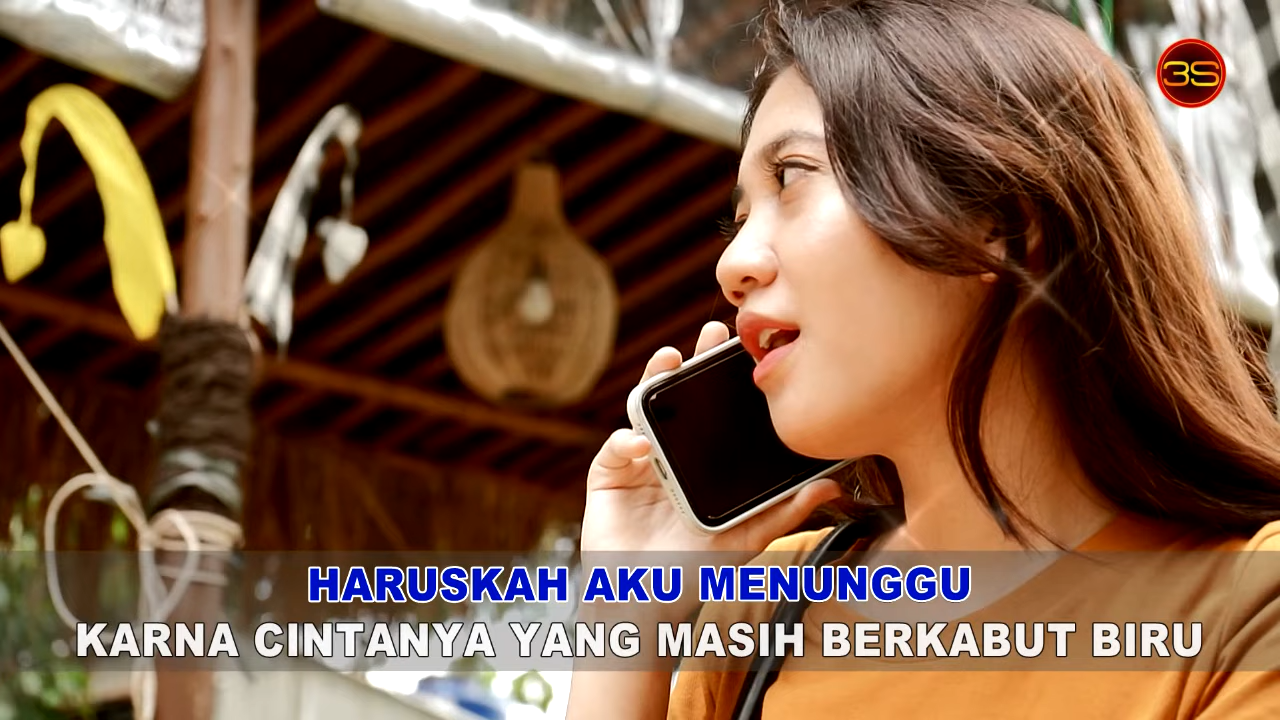 3S
HARUSKAH AKU MENUNGGU
KARNA CINTANYA YANG MASIH BERKABUT BIRU